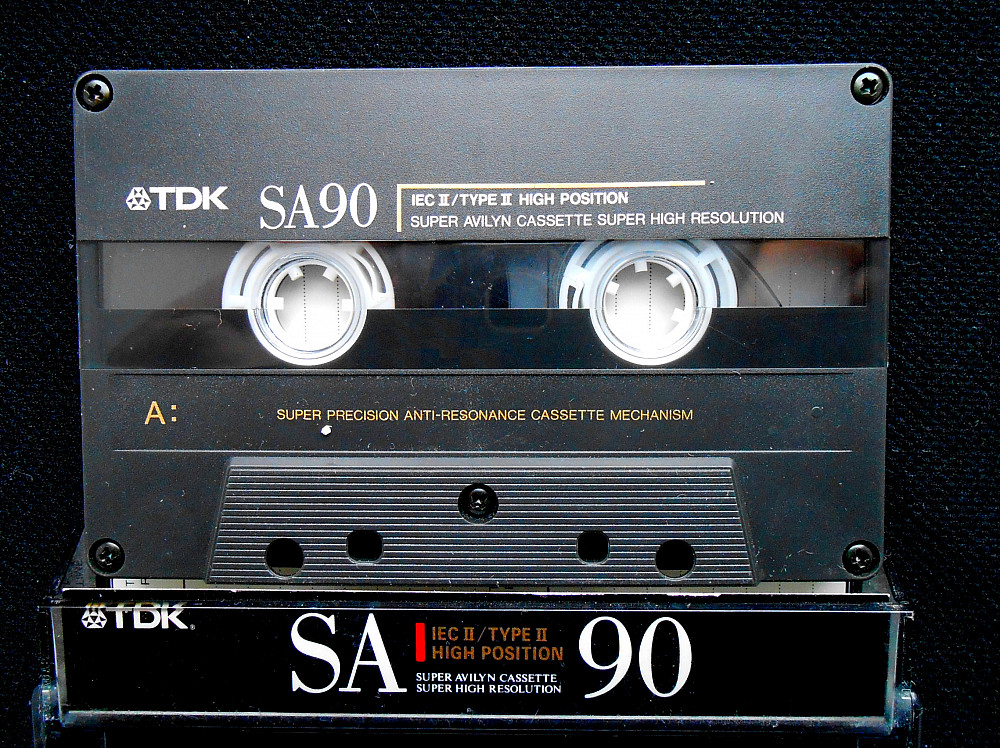 TDK SA90
IEC II/TYPE II HIGH POSITION
SUPER AVILYN CASSETTE SUPER HIGH RESOLUTION
A:
SUPER PRECISION ANTI-RESONANCE CASSETTE MECHANISM
TDK®
SA
IEC II/TYPE II
HIGH POSITION
SUPER AVILYN CASSETTE
SUPER HIGH RESOLUTION
90